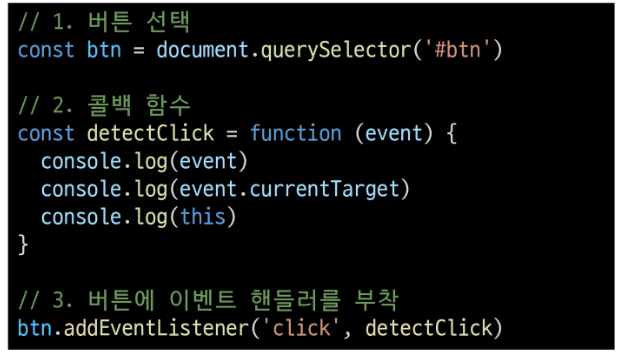 // 1. 버튼 선택
const btn = document.querySelector('#btn')
// 2. 콜백 함수
const detectClick = function (event) {
  console.log(event)
  console.log(event.currentTarget)
  console.log(this)
}
// 3. 버튼에 이벤트 핸들러를 부착
btn.addEventListener('click', detectClick)